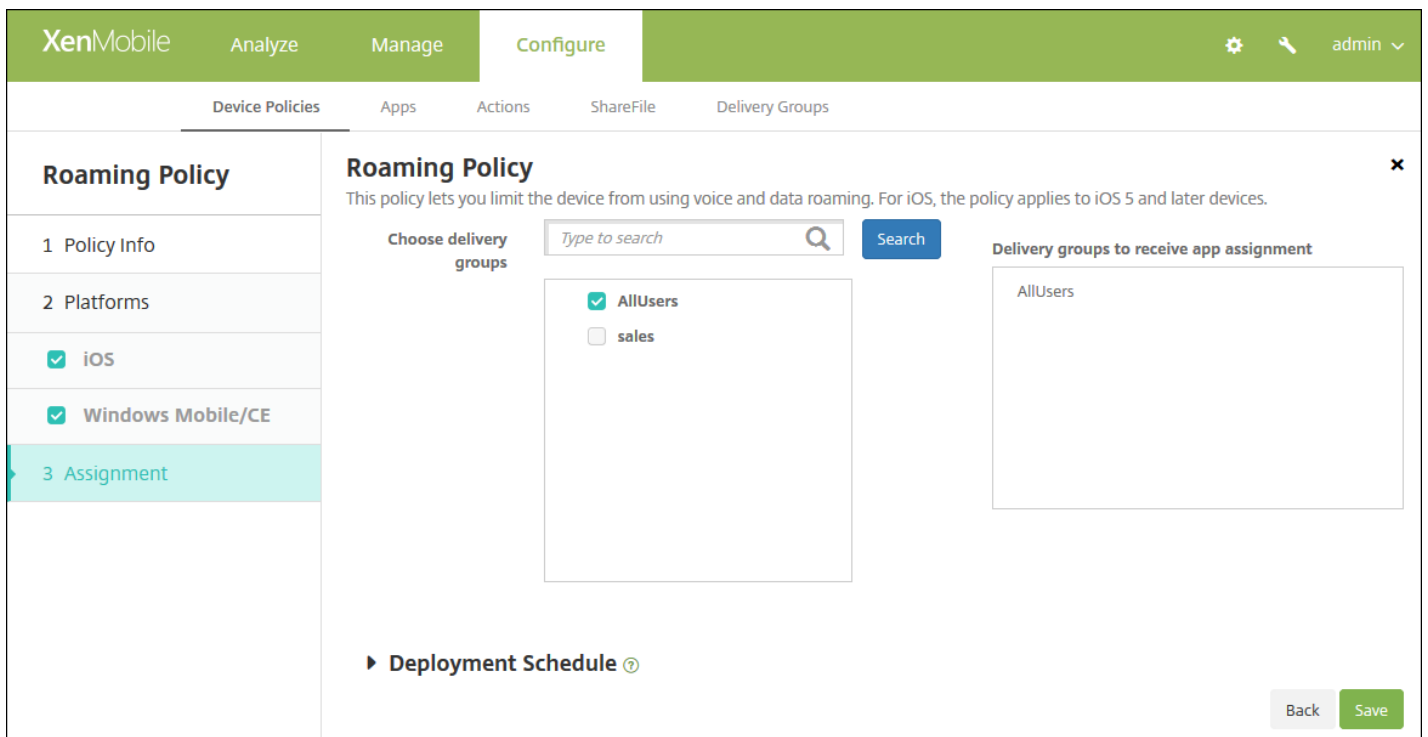 XenMobile Analyze Manage Configure admin
Device Policies Apps Actions ShareFile Delivery Groups
Roaming Policy
1 Policy Info
2 Platforms
iOS
Windows Mobile/CE
3 Assignment
Roaming Policy
This policy lets you limit the device from using voice and data roaming. For iOS, the policy applies to iOS 5 and later devices.
Choose delivery
groups
Type to search
Search
AllUsers
sales
Delivery groups to receive app assignment
AllUsers
Deployment Schedule ?
Back Save